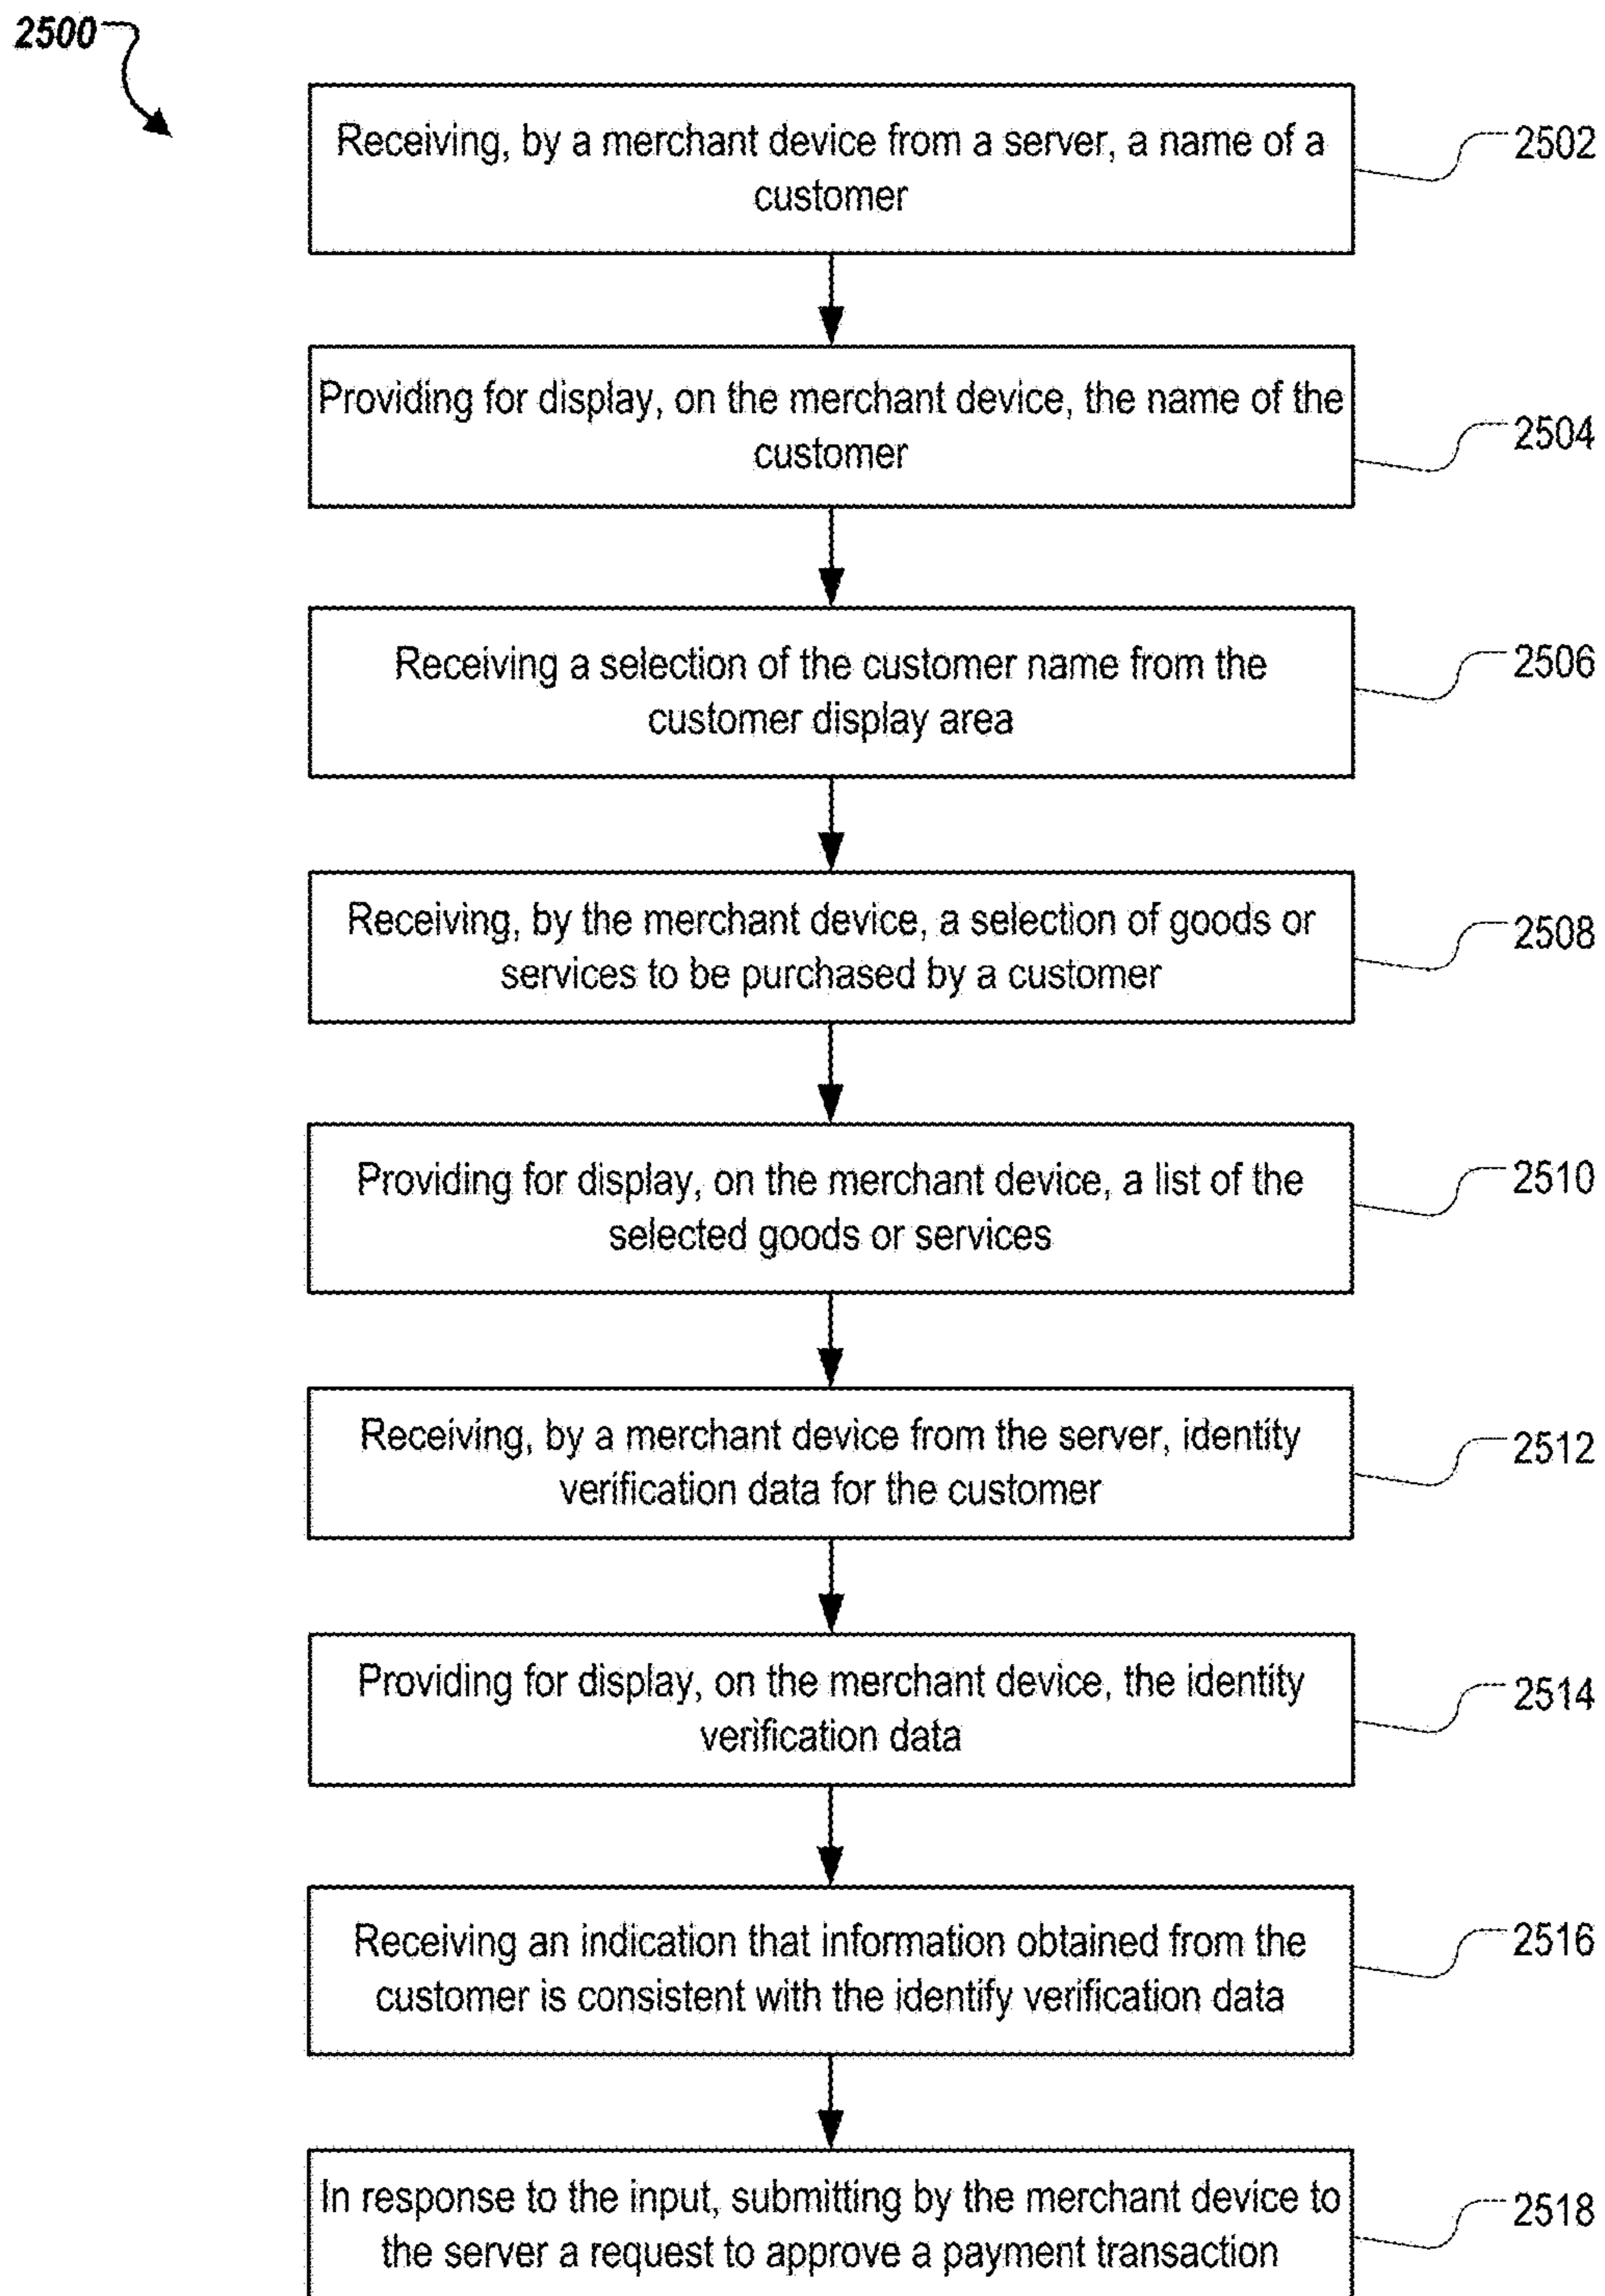 2500
Receiving, by a merchant device from a server, a name of a
customer
2502
Providing for display, on the merchant device, the name of the
customer
2504
Receiving a selection of the customer name from the
customer display area
2506
Receiving, by the merchant device, a selection of goods or
services to be purchased by a customer
2508
Providing for display, on the merchant device, a list of the
selected goods or services
2510
Receiving, by a merchant device from the server, identity
verification data for the customer
2512
Providing for display, on the merchant device, the identity
verification data
2514
Receiving an indication that information obtained from the
customer is consistent with the identify verification data
2516
In response to the input, submitting by the merchant device to
the server a request to approve a payment transaction
2518